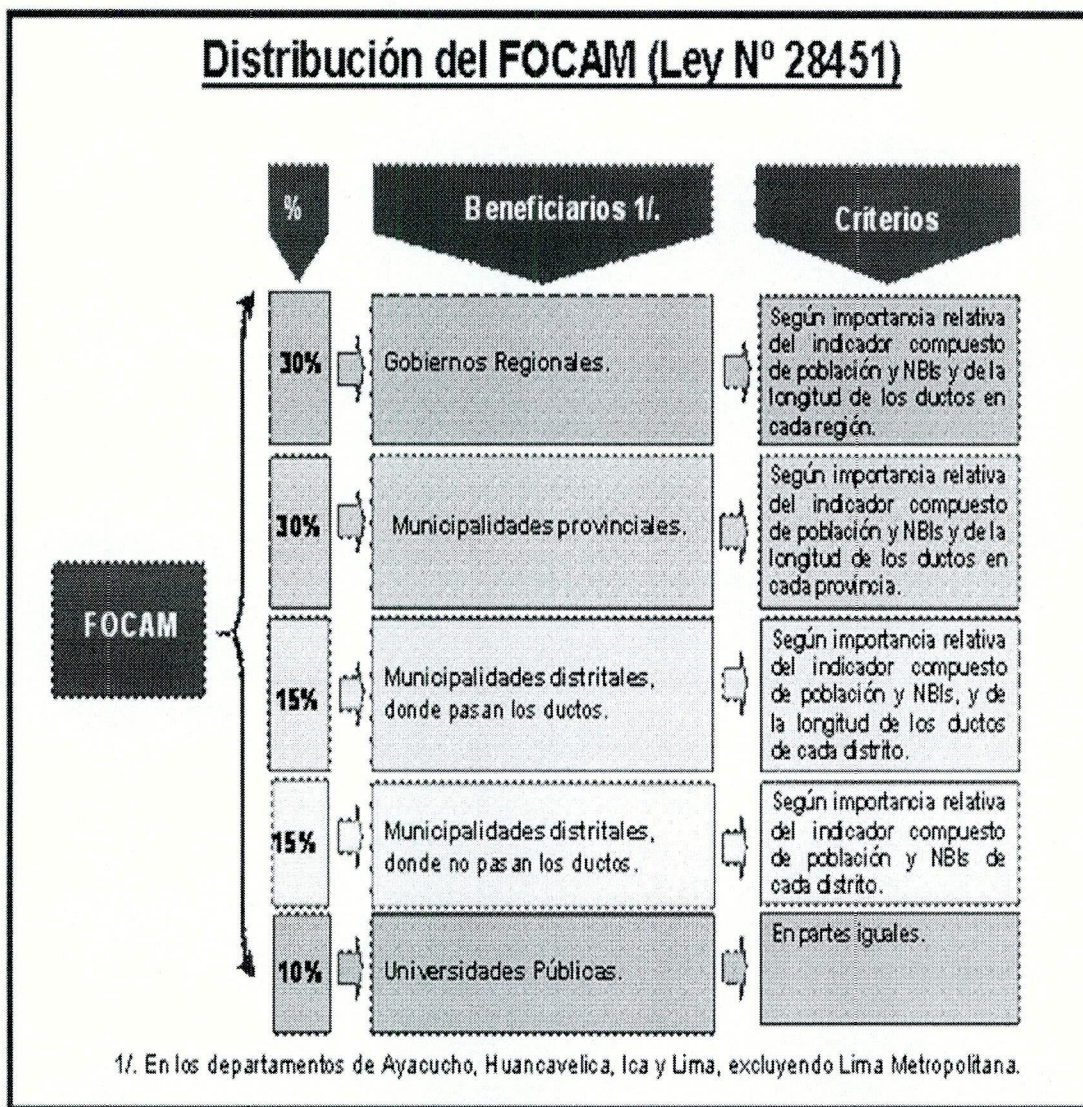 Distribución del FOCAM (Ley Nº 28451)
%
Beneficiarios 1/.
Criterios
FOCAM
30%
Gobiernos Regionales.
Según importancia relativa
del indicador compuesto
de población y NBIs y de la
longitud de los ductos en
cada región.
30%
Municipalidades provinciales.
Según importancia relativa
del indicador compuesto
de población y NBIs y de la
longitud de los ductos en
cada provincia.
15%
Municipalidades distritales,
donde pasan los ductos.
Según importancia relativa
del indicador compuesto
de población y NBIs, y de
la longitud de los ductos
de cada distrito.
15%
Municipalidades distritales,
donde no pasan los ductos.
Según importancia relativa
del indicador compuesto
de población y NBIs de
cada distrito.
10%
Universidades Públicas.
En partes iguales.
1/. En los departamentos de Ayacucho, Huancavelica, Ica y Lima, excluyendo Lima Metropolitana.